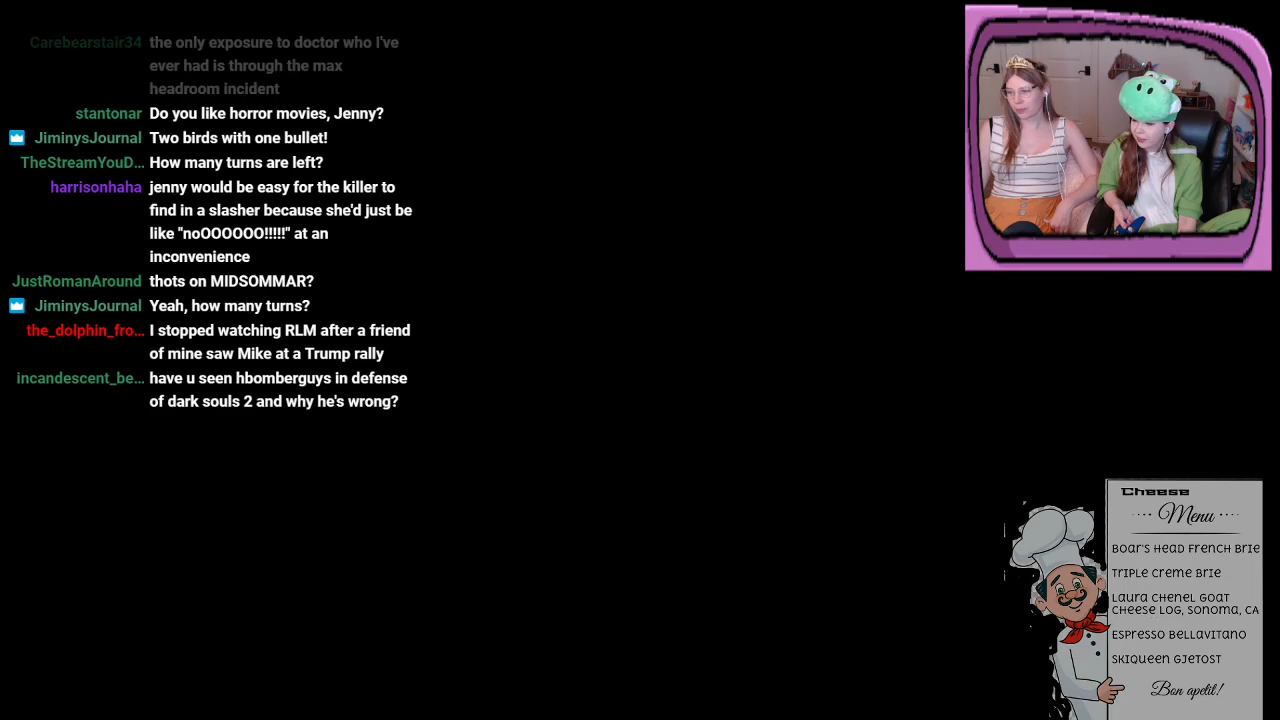 Carebearstair34 the only exposure to doctor who I've
ever had is through the max
headroom incident
stantonar Do you like horror movies, Jenny?
JiminysJournal Two birds with one bullet!
TheStreamYouD… How many turns are left?
harrisonhaha jenny would be easy for the killer to
find in a slasher because she'd just be
like "noOOOOOO!!!!!" at an
inconvenience
JustRomanAround thots on MIDSOMMAR?
JiminysJournal Yeah, how many turns?
the_dolphin_fro… I stopped watching RLM after a friend
of mine saw Mike at a Trump rally
incandescent_be… have u seen hbomberguys in defense
of dark souls 2 and why he's wrong?
Cheese
Menu
Boar's Head French Brie
Triple Creme Brie
Laura Chenel Goat
Cheese Log, Sonoma, CA
Espresso Bellavitano
Skiqueen Gjetost
Bon apetit!